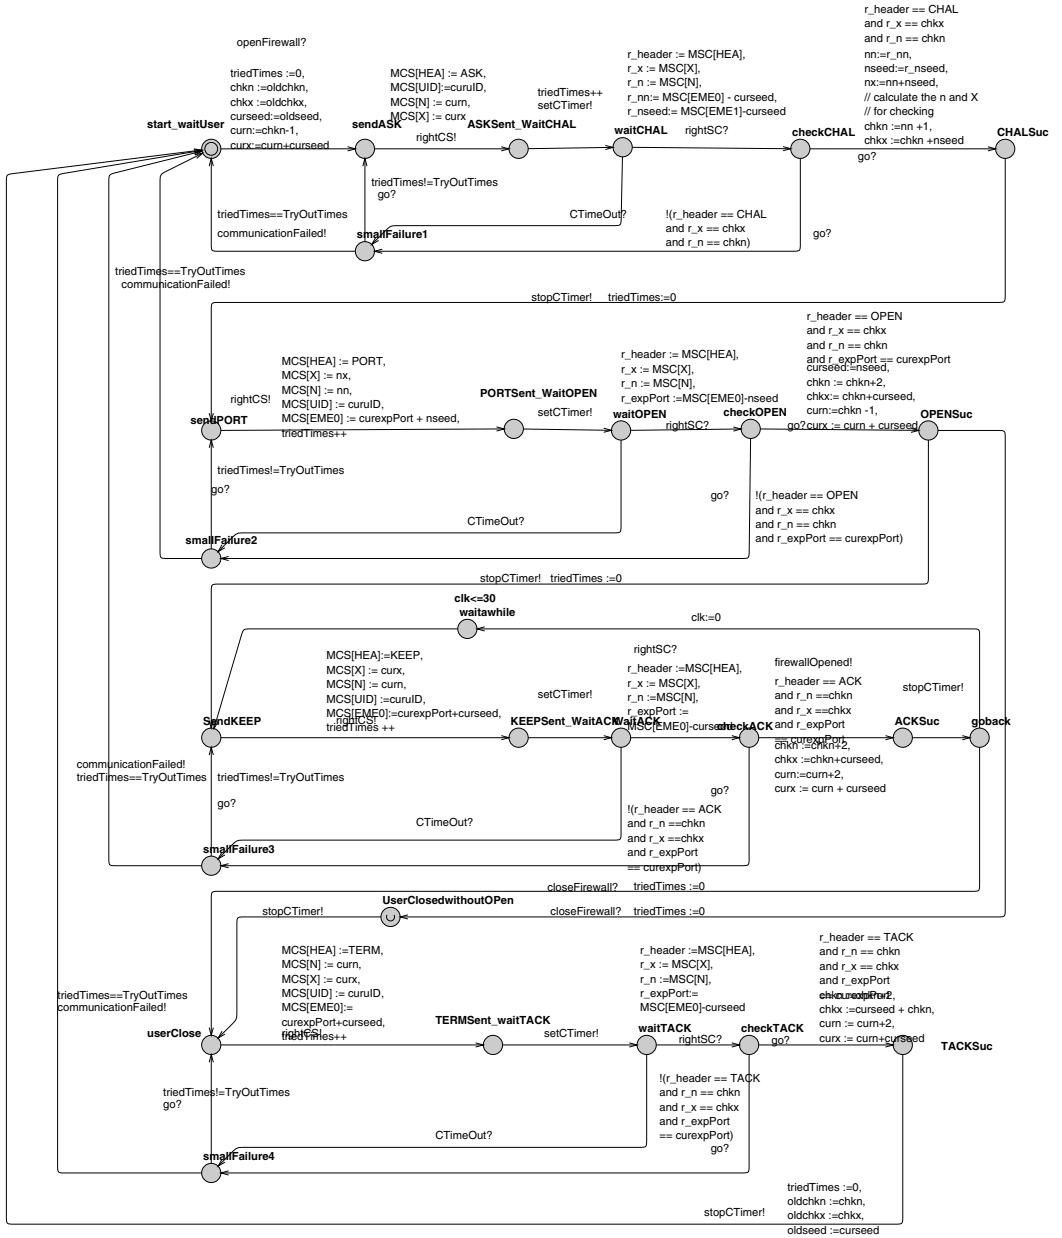 openFirewall?
triedTimes :=0,
chkn :=oldchkn,
chkx :=oldchkx,
curseed:=oldseed,
curn:=chkn-1,
curx:=curn+curseed
start_waitUser
MCS[HEA] := ASK,
MCS[UID]:=curuID,
MCS[N] := curn,
MCS[X] := curx
sendASK
rightCS!
ASKSent_WaitCHAL
triedTimes++
setCTimer!
r_header := MSC[HEA],
r_x := MSC[X],
r_n := MSC[N],
r_nn:= MSC[EME0] - curseed,
r_nseed:= MSC[EME1]-curseed
waitCHAL
rightSC?
checkCHAL
r_header == CHAL
and r_x == chkx
and r_n == chkn
nn:=r_nn,
nseed:=r_nseed,
nx:=nn+nseed,
// calculate the n and X
// for checking
chkn :=nn +1,
chkx :=chkn +nseed
go?
CHALSuc
triedTimes!=TryOutTimes
go?
triedTimes==TryOutTimes
communicationFailed!
smallFailure1
CTimeOut?
!(r_header == CHAL
and r_x == chkx
and r_n == chkn)
go?
triedTimes==TryOutTimes
communicationFailed!
stopCTimer!
triedTimes:=0
rightCS!
sendPORT
MCS[HEA] := PORT,
MCS[X] := nx,
MCS[N] := nn,
MCS[UID] := curuID,
MCS[EME0] := curexpPort + nseed,
triedTimes++
PORTSent_WaitOPEN
setCTimer!
r_header := MSC[HEA],
r_x := MSC[X],
r_n := MSC[N],
r_expPort :=MSC[EME0]-nseed
waitOPEN
rightSC?
checkOPEN
r_header == OPEN
and r_x == chkx
and r_n == chkn
and r_expPort == curexpPort
curseed:=nseed,
chkn := chkn+2,
chkx:= chkn+curseed,
curn:=chkn -1,
go?
curx := curn + curseed
OPENSuc
triedTimes!=TryOutTimes
go?
go?
!(r_header == OPEN
and r_x == chkx
and r_n == chkn
and r_expPort == curexpPort)
CTimeOut?
smallFailure2
stopCTimer!
triedTimes :=0
clk<=30
waitawhile
clk:=0
SendKEEP
MCS[HEA]:=KEEP,
MCS[X] := curx,
MCS[N] := curn,
MCS[UID] :=curuID,
MCS[EME0]:=curexpPort+curseed,
rightCS!
triedTimes ++
setCTimer!
KEEPSent_WaitACK
rightSC?
r_header :=MSC[HEA],
r_x := MSC[X],
r_n :=MSC[N],
r_expPort :=
MSC[EME0]-curseed
WaitACK
checkACK
firewallOpened!
r_header == ACK
and r_n ==chkn
and r_x ==chkx
and r_expPort
== curexpPort
chkn :=chkn+2,
chkx :=chkn+curseed,
curn:=curn+2,
curx := curn + curseed
ACKSuc
stopCTimer!
goback
communicationFailed!
triedTimes==TryOutTimes
triedTimes!=TryOutTimes
go?
CTimeOut?
go?
!(r_header == ACK
and r_n ==chkn
and r_x ==chkx
and r_expPort
== curexpPort)
smallFailure3
closeFirewall?
triedTimes :=0
UserClosedwithoutOPen
stopCTimer!
closeFirewall?
triedTimes :=0
MCS[HEA] :=TERM,
MCS[N] := curn,
MCS[X] := curx,
MCS[UID] := curuID,
MCS[EME0]:=
curexpPort+curseed,
rightCS!
triedTimes++
userClose
TERMSent_waitTACK
setCTimer!
r_header :=MSC[HEA],
r_x := MSC[X],
r_n :=MSC[N],
r_expPort:=
MSC[EME0]-curseed
waitTACK
rightSC?
checkTACK
go?
r_header == TACK
and r_n == chkn
and r_x == chkx
and r_expPort
== curexpPort
chkn :=chkn+2,
chkx :=curseed + chkn,
curn := curn+2,
curx := curn+curseed
TACKSuc
triedTimes==TryOutTimes
communicationFailed!
triedTimes!=TryOutTimes
go?
CTimeOut?
!(r_header == TACK
and r_n == chkn
and r_x == chkx
and r_expPort
== curexpPort)
go?
smallFailure4
stopCTimer!
triedTimes :=0,
oldchkn :=chkn,
oldchkx :=chkx,
oldseed :=curseed